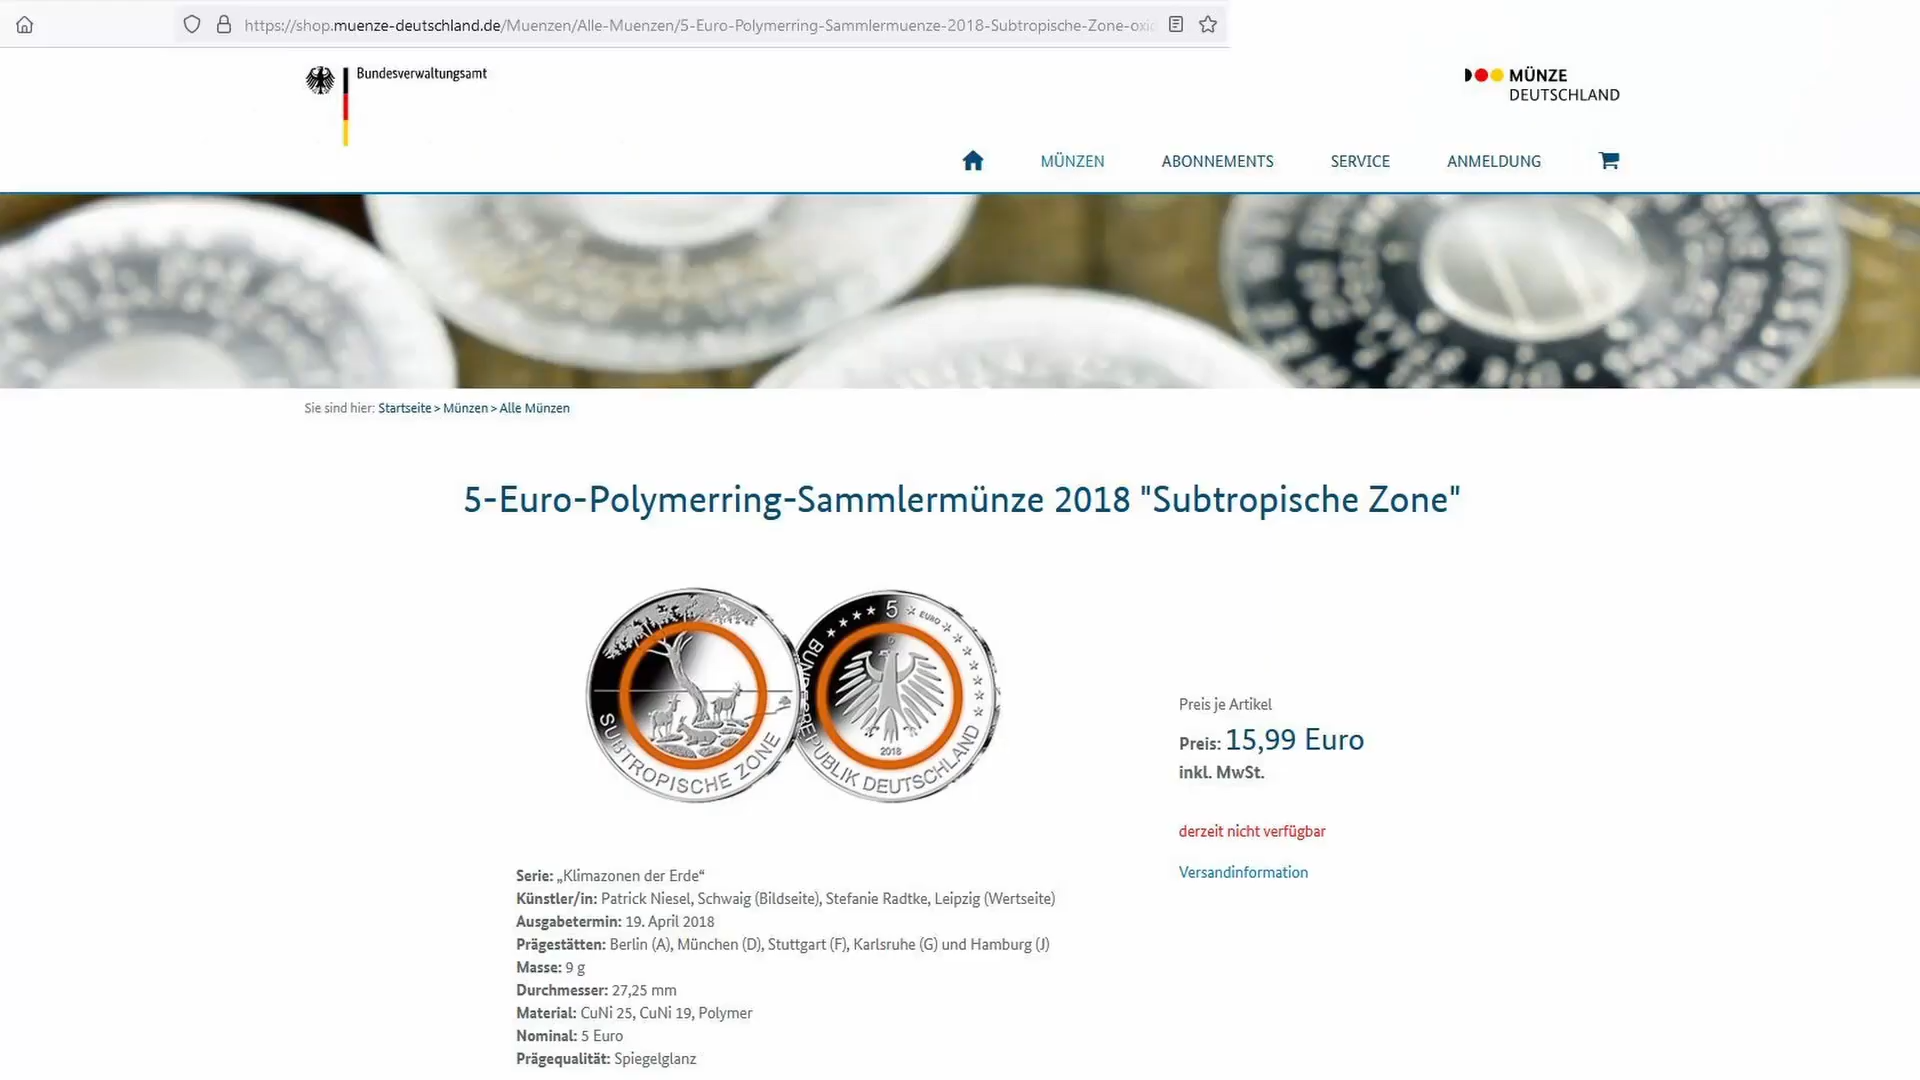 https://shop.muenze-deutschland.de/Muenzen/Alle-Muenzen/5-Euro-Polymerring-Sammlermuenze-2018-Subtropische-Zone-oxid
Bundesverwaltungsamt
MÜNZE
DEUTSCHLAND
MÜNZEN ABONNEMENTS SERVICE ANMELDUNG
Sie sind hier: Startseite > Münzen > Alle Münzen
5-Euro-Polymerring-Sammlermünze 2018 "Subtropische Zone"
SUBTROPISCHE ZONE
5 EURO
BUNDESREPUBLIK DEUTSCHLAND
D
2018
Preis je Artikel
Preis: 15,99 Euro
inkl. MwSt.
derzeit nicht verfügbar
Versandinformation
Serie: „Klimazonen der Erde“
Künstler/in: Patrick Niesel, Schwaig (Bildseite), Stefanie Radtke, Leipzig (Wertseite)
Ausgabetermin: 19. April 2018
Prägestätten: Berlin (A), München (D), Stuttgart (F), Karlsruhe (G) und Hamburg (J)
Masse: 9 g
Durchmesser: 27,25 mm
Material: CuNi 25, CuNi 19, Polymer
Nominal: 5 Euro
Prägequalität: Spiegelglanz